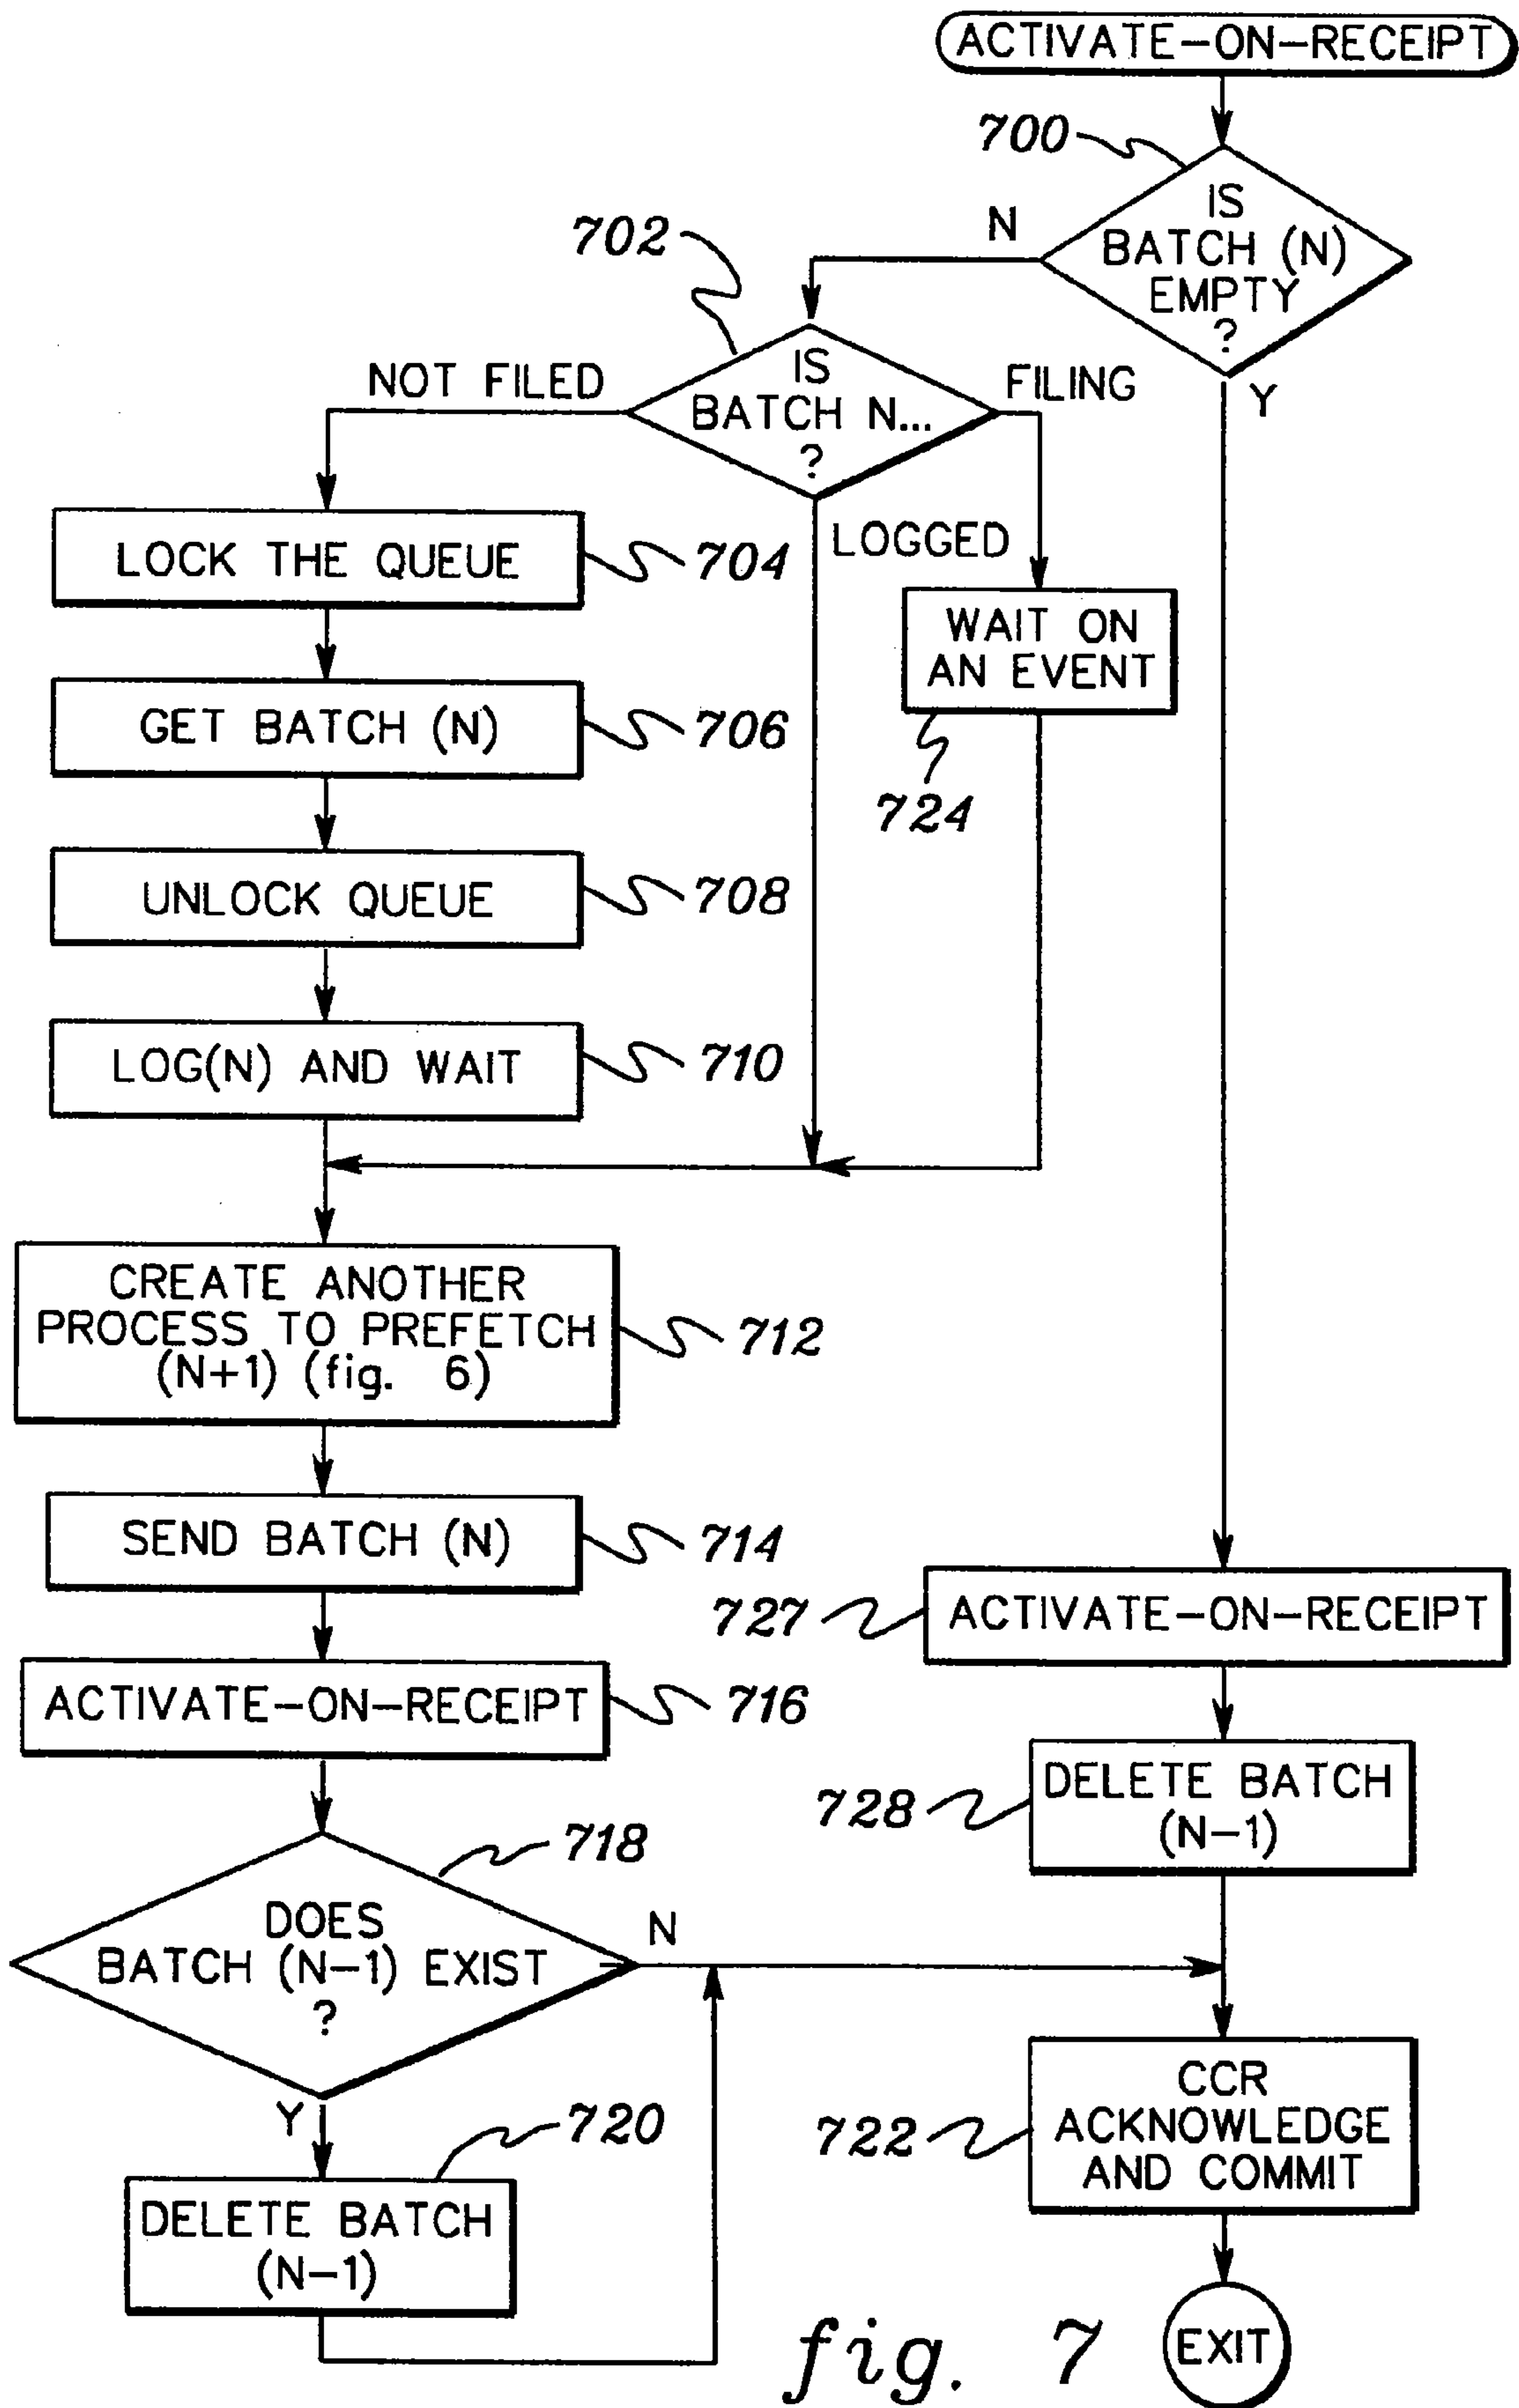 ACTIVATE-ON-RECEIPT
700
IS
BATCH (N)
EMPTY
?
N
Y
702
IS
BATCH N...
?
NOT FILED
FILING
LOGGED
LOCK THE QUEUE
704
WAIT ON
AN EVENT
724
GET BATCH (N)
706
UNLOCK QUEUE
708
LOG(N) AND WAIT
710
CREATE ANOTHER
PROCESS TO PREFETCH
(N+1) (fig. 6)
712
SEND BATCH (N)
714
ACTIVATE-ON-RECEIPT
716
727
ACTIVATE-ON-RECEIPT
728
DELETE BATCH
(N-1)
718
DOES
BATCH (N-1) EXIST
?
N
Y
720
DELETE BATCH
(N-1)
722
CCR
ACKNOWLEDGE
AND COMMIT
EXIT
fig. 7